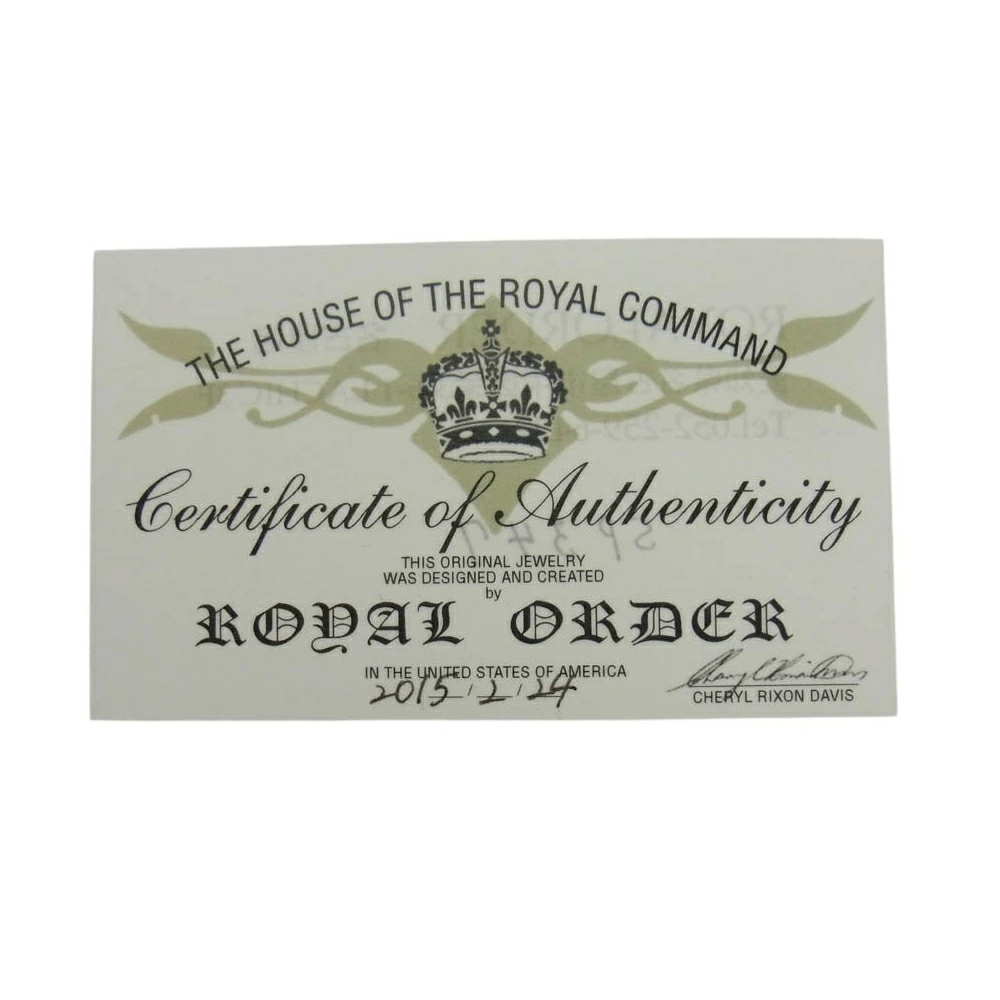 THE HOUSE OF THE ROYAL COMMAND
Certificate of Authenticity
THIS ORIGINAL JEWELRY
WAS DESIGNED AND CREATED
by
ROYAL ORDER
IN THE UNITED STATES OF AMERICA
2015/2/24
CHERYL RIXON DAVIS